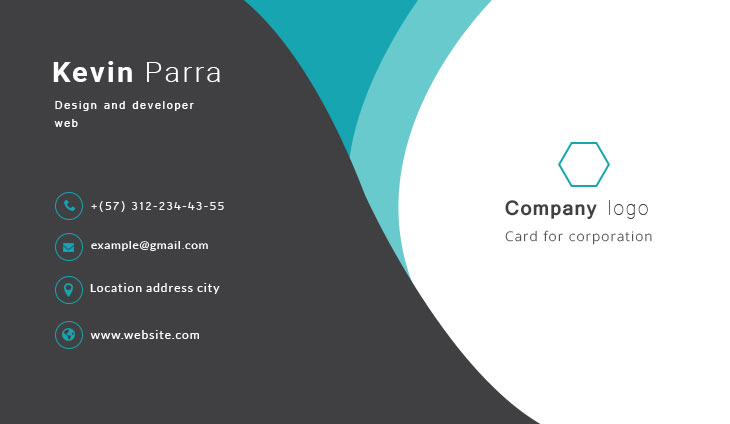 Kevin Parra
Design and developer
web
+(57) 312-234-43-55
example@gmail.com
Location address city
www.website.com
Company logo
Card for corporation